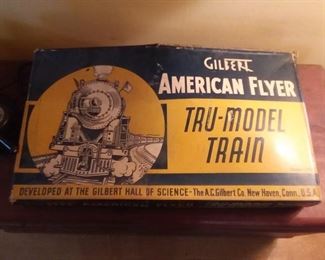 GILBERT
AMERICAN FLYER
TRU-MODEL
TRAIN
DEVELOPED AT THE GILBERT HALL OF SCIENCE-The A.C. Gilbert Co. New Haven, Conn., U.S.A.